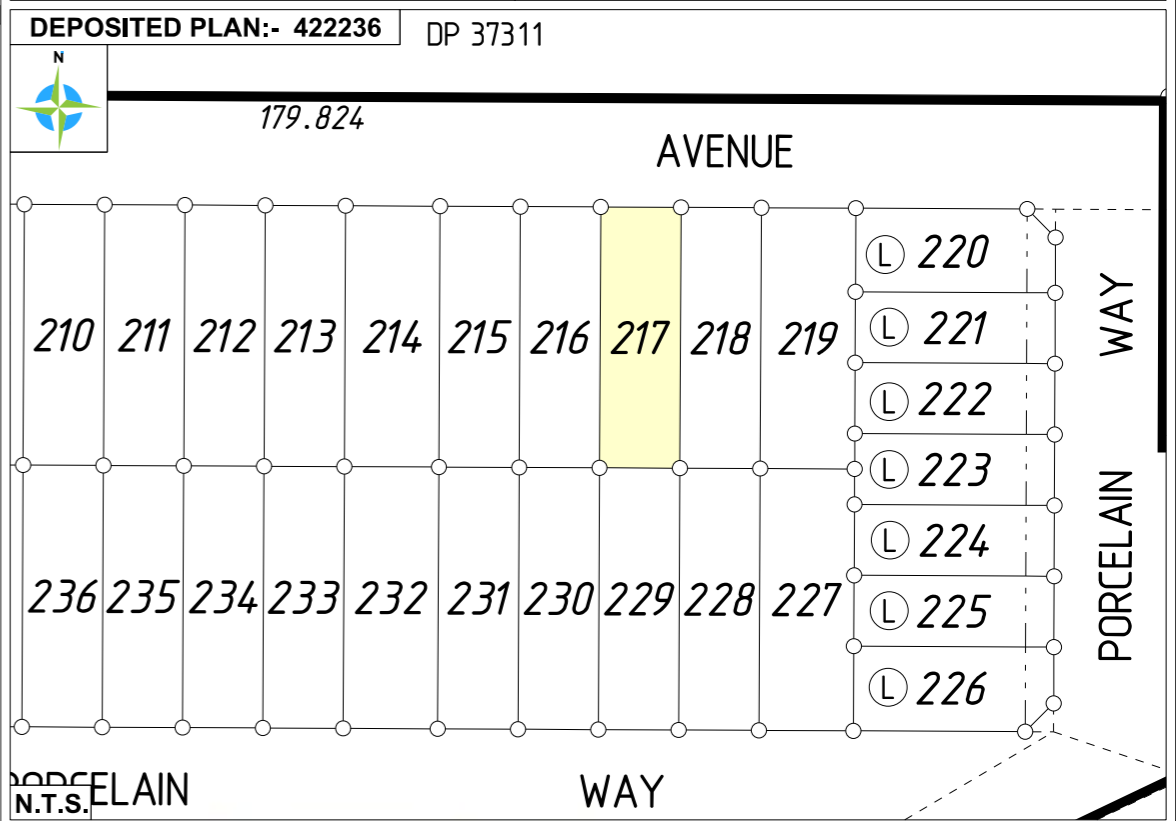 DEPOSITED PLAN:- 422236
DP 37311
N
179.824
AVENUE
210 211 212 213 214 215 216 217 218 219
L 220
L 221
L 222
L 223
L 224
L 225
L 226
WAY
PORCELAIN
236 235 234 233 232 231 230 229 228 227
PORCELAIN WAY
N.T.S.